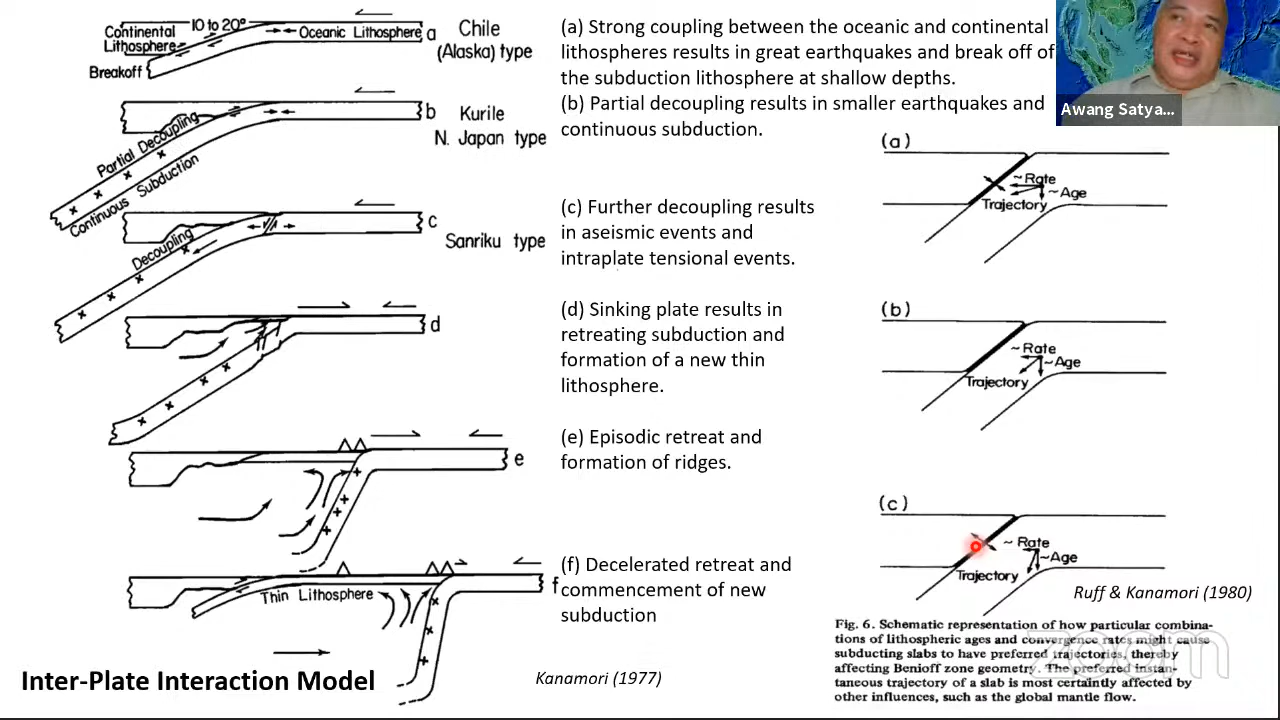 Continental
Lithosphere
10 to 20°
Oceanic Lithosphere
a
Breakoff
Chile
(Alaska) type
b
Partial Decoupling
Continuous Subduction
Kurile
N. Japan type
c
Decoupling
Sanriku type
d
e
f
Thin Lithosphere
(a) Strong coupling between the oceanic and continental
lithospheres results in great earthquakes and break off of
the subduction lithosphere at shallow depths.
(b) Partial decoupling results in smaller earthquakes and
continuous subduction.
(c) Further decoupling results
in aseismic events and
intraplate tensional events.
(d) Sinking plate results in
retreating subduction and
formation of a new thin
lithosphere.
(e) Episodic retreat and
formation of ridges.
(f) Decelerated retreat and
commencement of new
subduction
Awang Satya...
(a)
~Rate
~Age
Trajectory
(b)
~Rate
~Age
Trajectory
(c)
~Rate
~Age
Trajectory
Ruff & Kanamori (1980)
Fig. 6. Schematic representation of how particular combina-
tions of lithospheric ages and convergence rates might cause
subducting slabs to have preferred trajectories, thereby
affecting Benioff zone geometry. The preferred instan-
taneous trajectory of a slab is most certainly affected by
other influences, such as the global mantle flow.
zoom
Inter-Plate Interaction Model
Kanamori (1977)